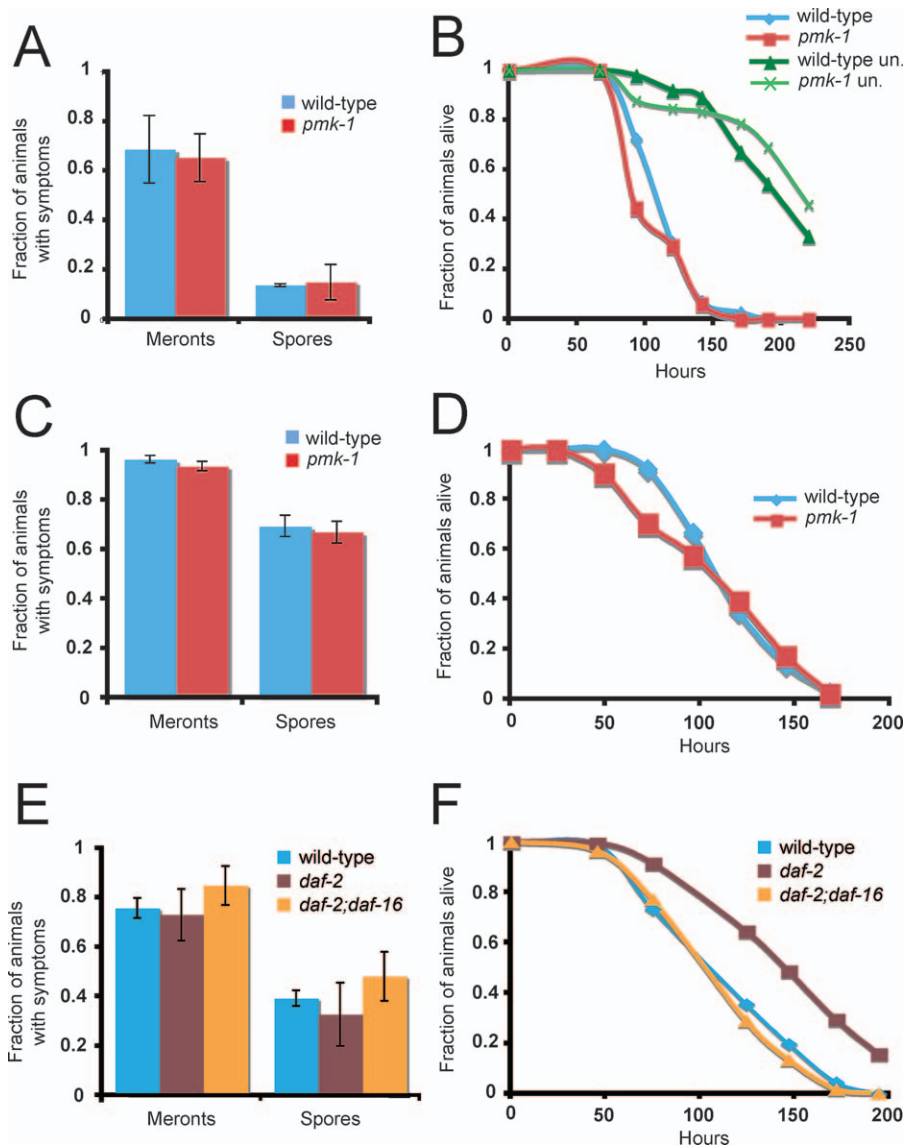 A
Fraction of animals
with symptoms
1
0.8
0.6
0.4
0.2
0
wild-type
pmk-1
Meronts
Spores
B
Fraction of animals alive
1
0.8
0.6
0.4
0.2
0
wild-type
pmk-1
wild-type un.
pmk-1 un.
0 50 100 150 200 250
Hours
C
Fraction of animals
with symptoms
1
0.8
0.6
0.4
0.2
0
wild-type
pmk-1
Meronts
Spores
D
Fraction of animals alive
1
0.8
0.6
0.4
0.2
0
wild-type
pmk-1
0 50 100 150 200
Hours
E
Fraction of animals
with symptoms
1
0.8
0.6
0.4
0.2
0
wild-type
daf-2
daf-2;daf-16
Meronts
Spores
F
Fraction of animals alive
1
0.8
0.6
0.4
0.2
0
wild-type
daf-2
daf-2;daf-16
0 50 100 150 200
Hours